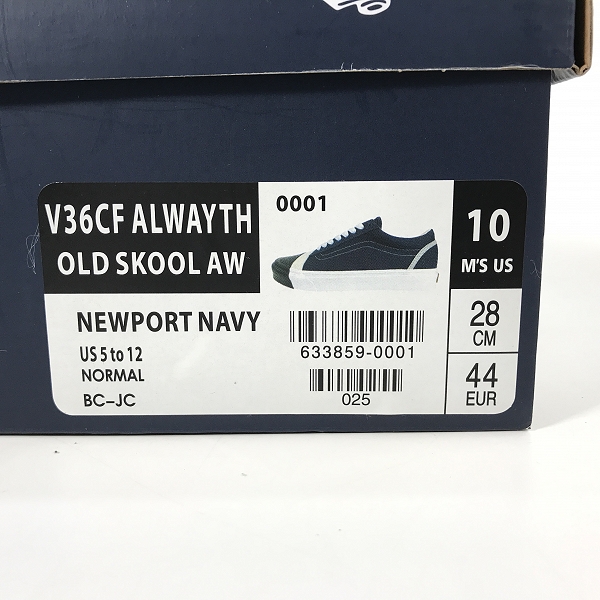 V36CF ALWAYTH
OLD SKOOL AW
0001
10
M'S US
NEWPORT NAVY
US 5 to 12
NORMAL
BC-JC
633859-0001
025
28
CM
44
EUR